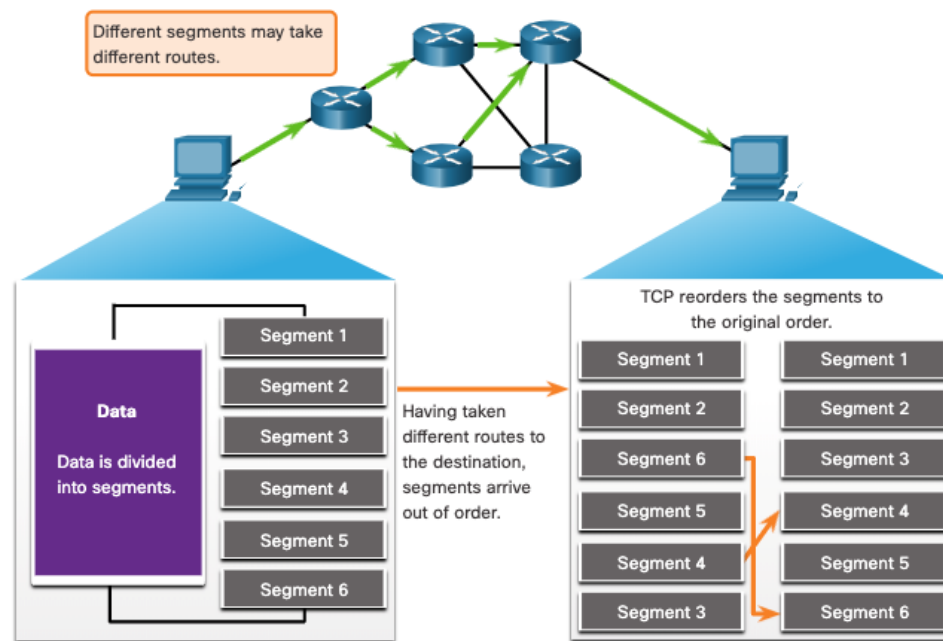 Different segments may take
different routes.
Data
Data is divided
into segments.
Segment 1
Segment 2
Segment 3
Segment 4
Segment 5
Segment 6
Having taken
different routes to
the destination,
segments arrive
out of order.
TCP reorders the segments to
the original order.
Segment 1
Segment 2
Segment 6
Segment 5
Segment 4
Segment 3
Segment 1
Segment 2
Segment 3
Segment 4
Segment 5
Segment 6